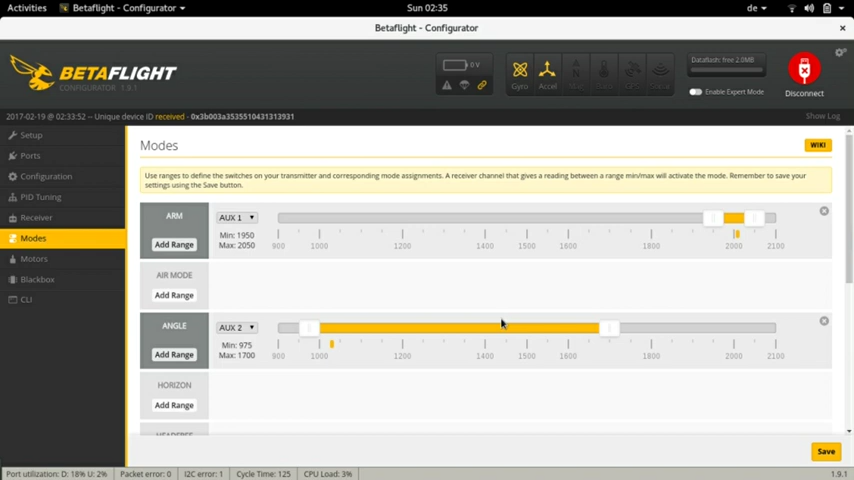 Activities Betaflight - Configurator Sun 02:35 de
Betaflight - Configurator
BETAFLIGHT
CONFIGURATOR 1.9.1
0 V
Gyro Accel
Dataflash: free 2.0MB
Enable Expert Mode
Disconnect
2017-02-19 @ 02:33:52 -- Unique device ID received - 0x3b003a3535510431313931 Show Log
Setup
Ports
Configuration
PID Tuning
Receiver
Modes
Motors
Blackbox
CLI
Modes WIKI
Use ranges to define the switches on your transmitter and corresponding mode assignments. A receiver channel that gives a reading between a range min/max will activate the mode. Remember to save your
settings using the Save button.
ARM AUX 1
Add Range Min: 1950
Max: 2050
900 1000 1200 1400 1500 1600 1800 2000 2100
AIR MODE
Add Range
ANGLE AUX 2
Add Range Min: 975
Max: 1700
900 1000 1200 1400 1500 1600 1800 2000 2100
HORIZON
Add Range
Save
Port utilization: D: 18% U: 2% Packet error: 0 I2C error: 1 Cycle Time: 125 CPU Load: 3% 1.9.1